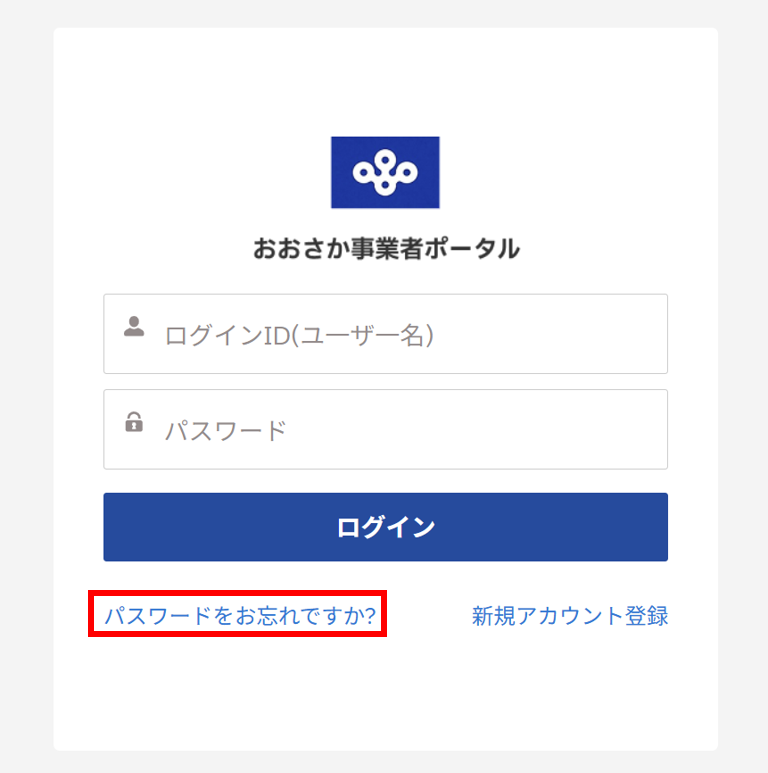 おおさか事業者ポータル
ログインID(ユーザー名)
パスワード
ログイン
パスワードをお忘れですか?
新規アカウント登録